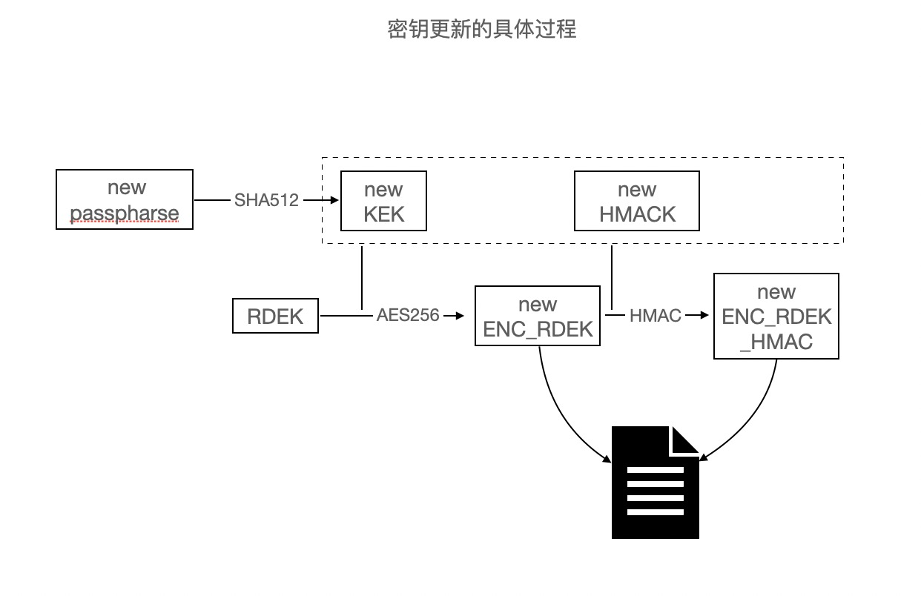 密钥更新的具体过程
new
passpharse
SHA512
new
KEK
new
HMACK
RDEK
AES256
new
ENC_RDEK
HMAC
new
ENC_RDEK
_HMAC